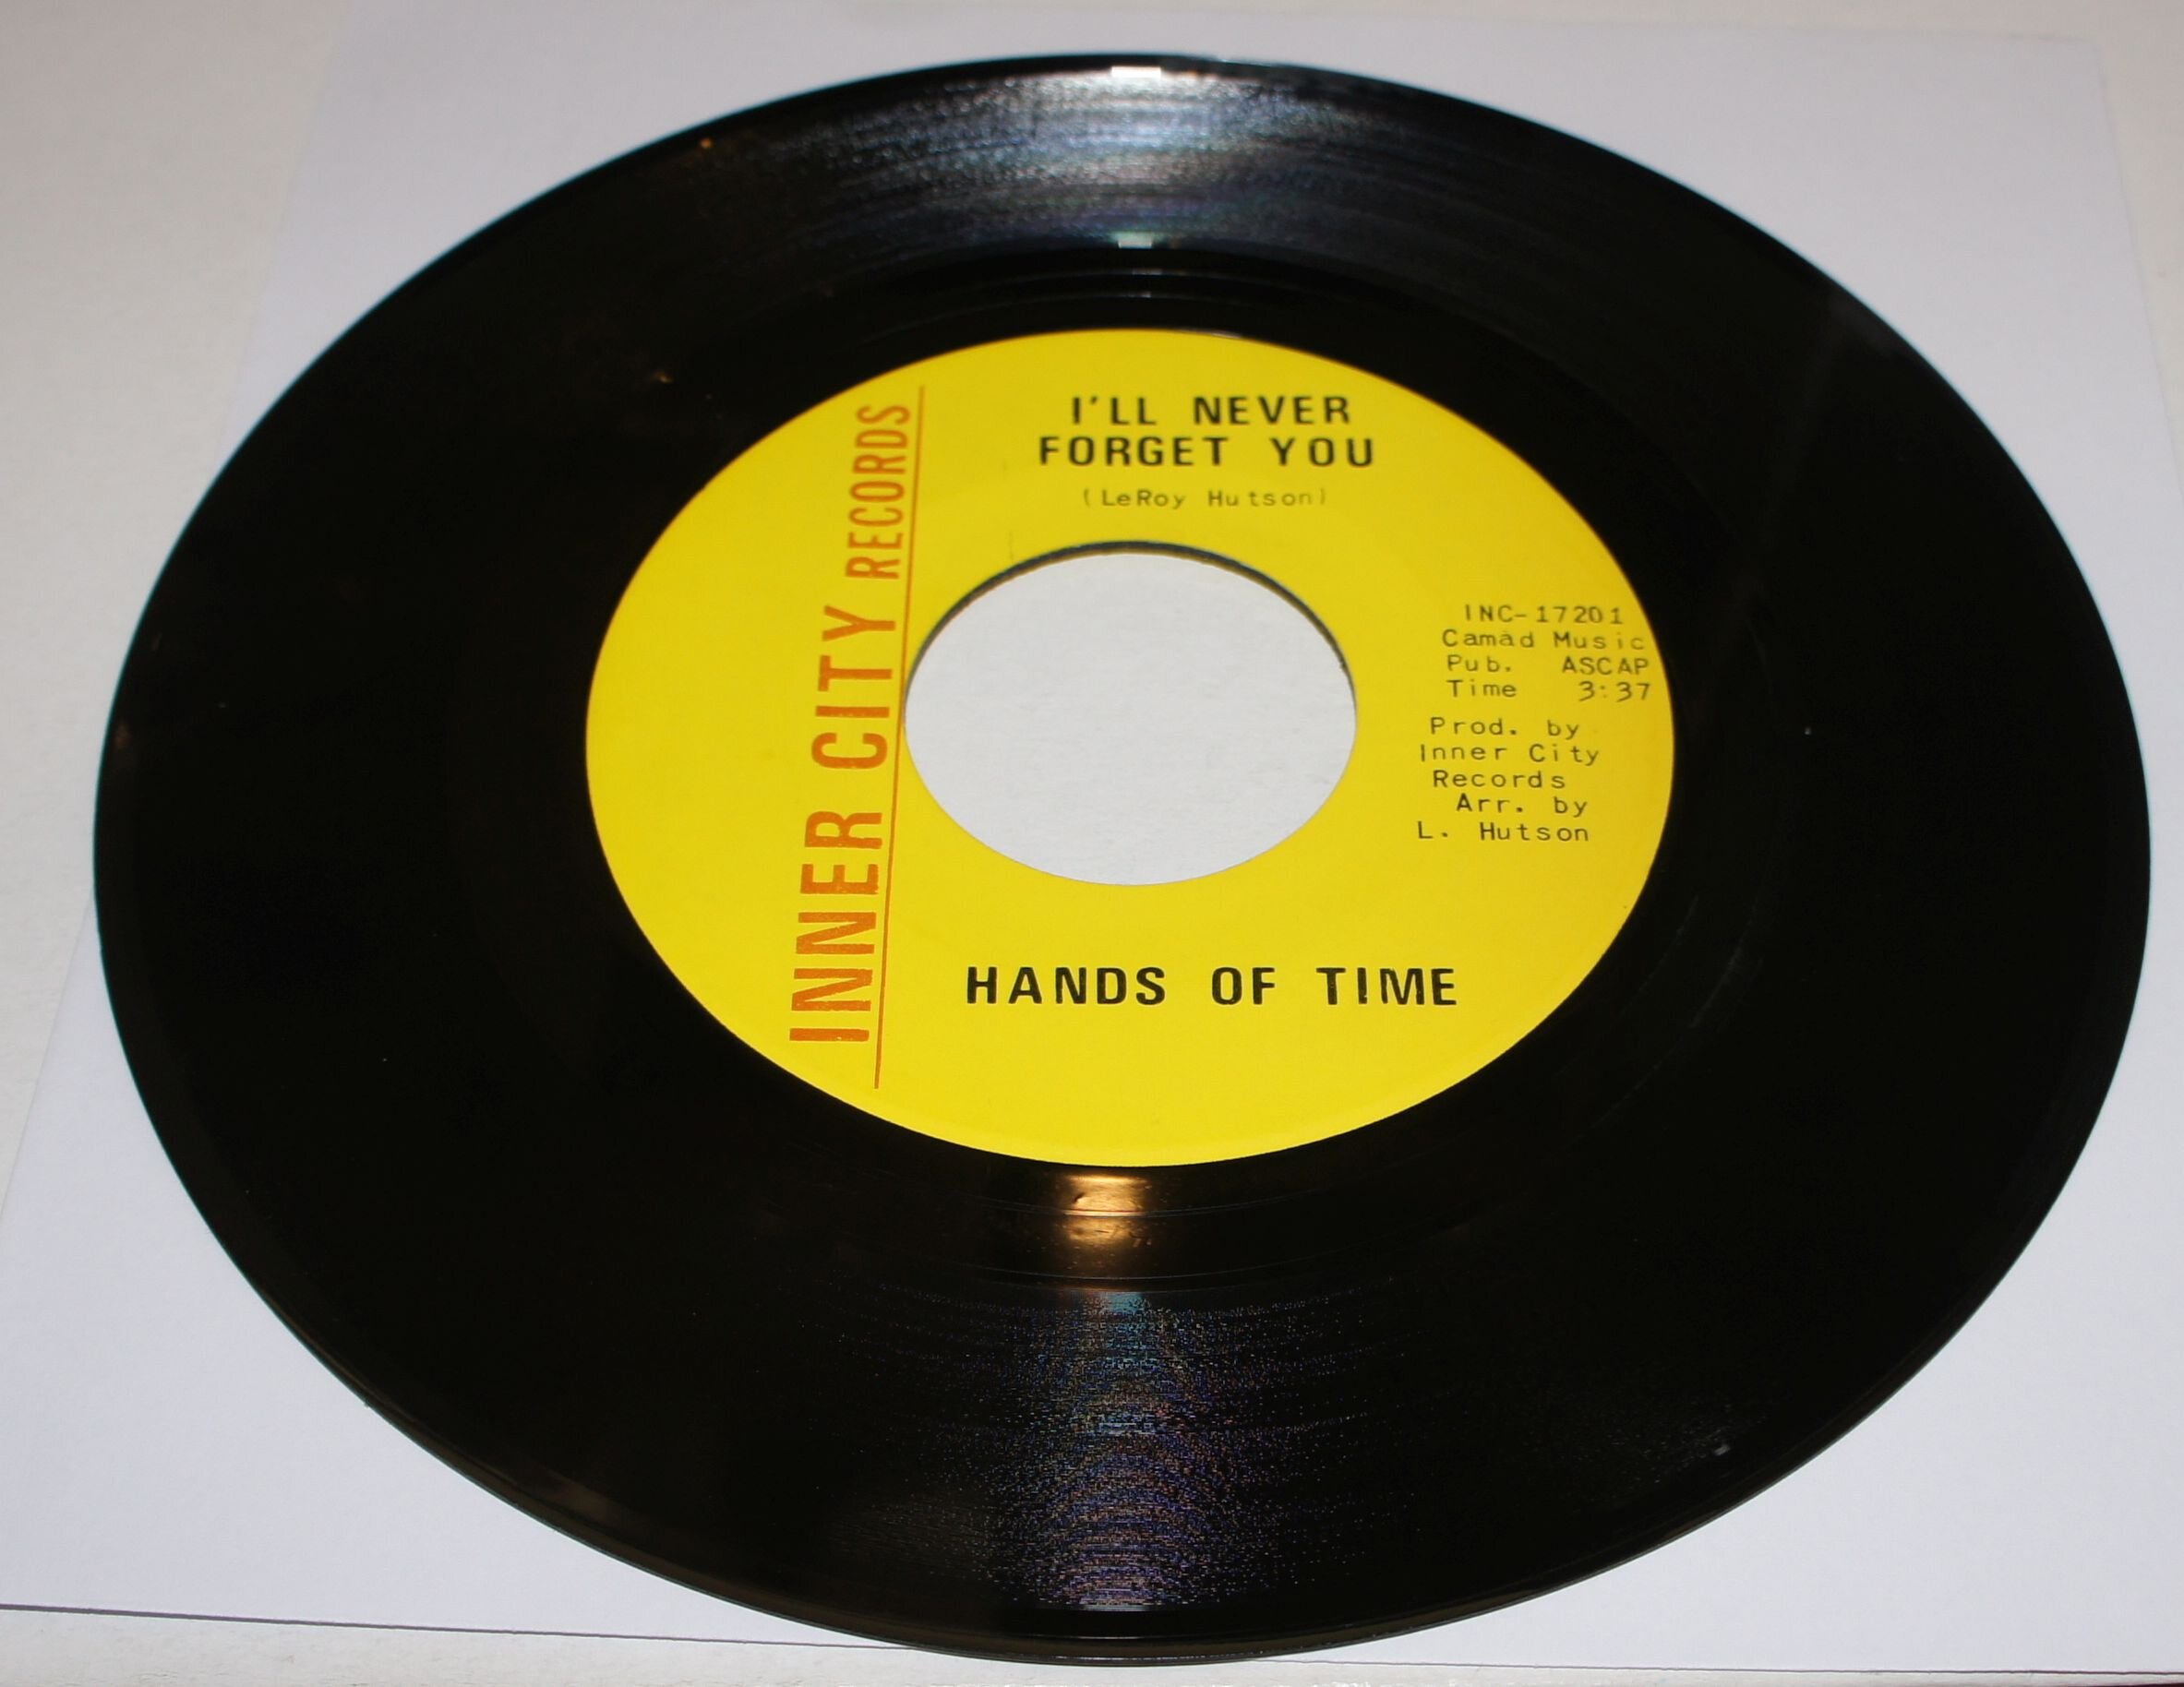 INNER CITY RECORDS
I'LL NEVER
FORGET YOU
(LeRoy Hutson)
INC-17201
Camad Music
Pub. ASCAP
Time 3:37
Prod. by
Inner City
Records
Arr. by
L. Hutson
HANDS OF TIME